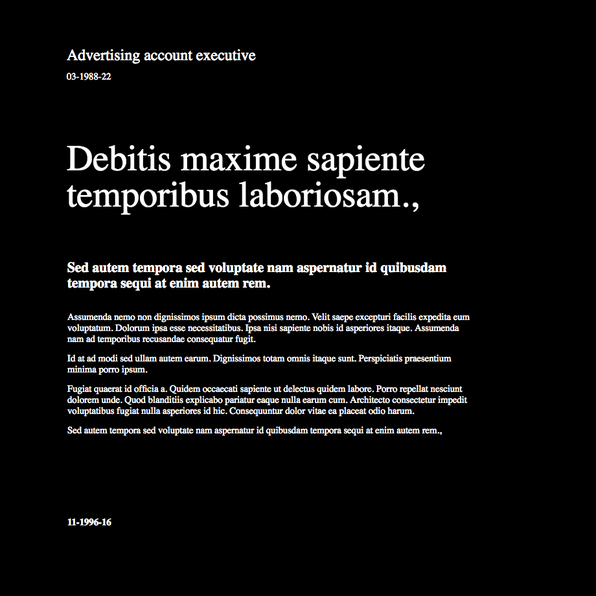 Advertising account executive
03-1988-22
Debitis maxime sapiente
temporibus laboriosam.,
Sed autem tempora sed voluptate nam aspernatur id quibusdam
tempora sequi at enim autem rem.
Assumenda nemo non dignissimos ipsum dicta possimus nemo. Velit saepe excepturi facilis expedita eum
voluptatum. Dolorum ipsa esse necessitatibus. Ipsa nisi sapiente nobis id asperiores itaque. Assumenda
nam ad temporibus recusandae consequatur fugit.
Id at ad modi sed ullam autem earum. Dignissimos totam omnis itaque sunt. Perspiciatis praesentium
minima porro ipsum.
Fugiat quaerat id officia a. Quidem occaecati sapiente ut delectus quidem labore. Porro repellat nesciunt
dolorem unde. Quod blanditiis explicabo pariatur eaque nulla earum cum. Architecto consectetur impedit
voluptatibus fugiat nulla asperiores id hic. Consequuntur dolor vitae ea placeat odio harum.
Sed autem tempora sed voluptate nam aspernatur id quibusdam tempora sequi at enim autem rem.,
11-1996-16